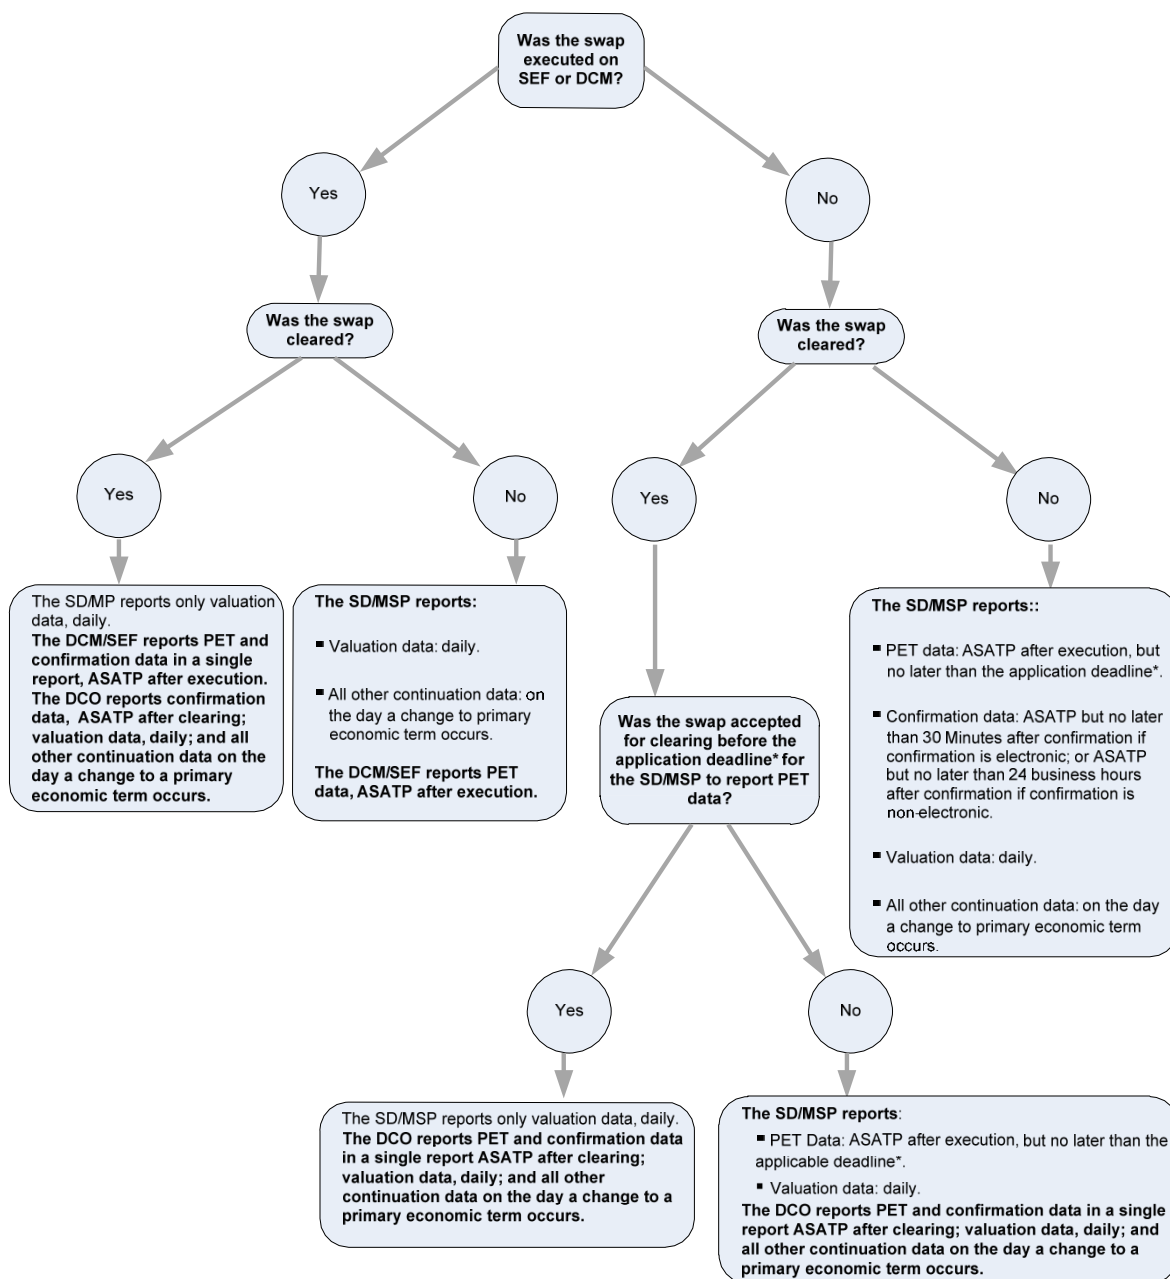 Was the swap
executed on
SEF or DCM?
Yes
No
Was the swap
cleared?
Was the swap
cleared?
Yes
No
Yes
No
The SD/MP reports only valuation
data, daily.
The DCM/SEF reports PET and
confirmation data in a single
report, ASATP after execution.
The DCO reports confirmation
data, ASATP after clearing;
valuation data, daily; and all
other continuation data on the
day a change to a primary
economic term occurs.
The SD/MSP reports:
▪ Valuation data: daily.
▪ All other continuation data: on
the day a change to primary
economic term occurs.
The DCM/SEF reports PET
data, ASATP after execution.
Was the swap accepted
for clearing before the
application deadline* for
the SD/MSP to report PET
data?
The SD/MSP reports::
▪ PET data: ASATP after execution, but
no later than the application deadline*.
▪ Confirmation data: ASATP but no later
than 30 Minutes after confirmation if
confirmation is electronic; or ASATP
but no later than 24 business hours
after confirmation if confirmation is
non-electronic.
▪ Valuation data: daily.
▪ All other continuation data: on the day
a change to primary economic term
occurs.
Yes
No
The SD/MSP reports only valuation data, daily.
The DCO reports PET and confirmation data
in a single report ASATP after clearing;
valuation data, daily; and all other
continuation data on the day a change to a
primary economic term occurs.
The SD/MSP reports:
▪ PET Data: ASATP after execution, but no later than the
applicable deadline*.
▪ Valuation data: daily.
The DCO reports PET and confirmation data in a single
report ASATP after clearing; valuation data, daily; and
all other continuation data on the day a change to a
primary economic term occurs.